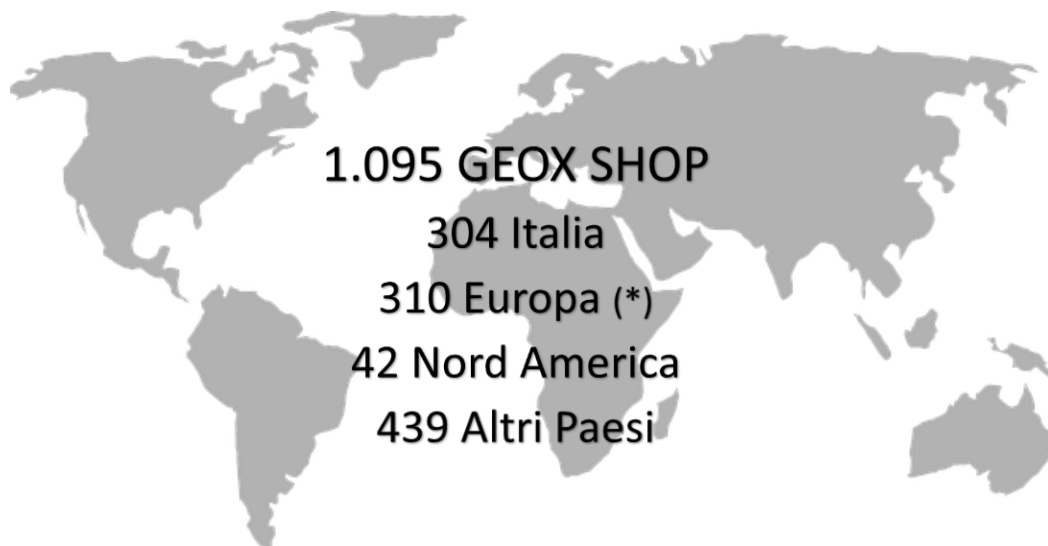 1.095 GEOX SHOP
304 Italia
310 Europa (*)
42 Nord America
439 Altri Paesi